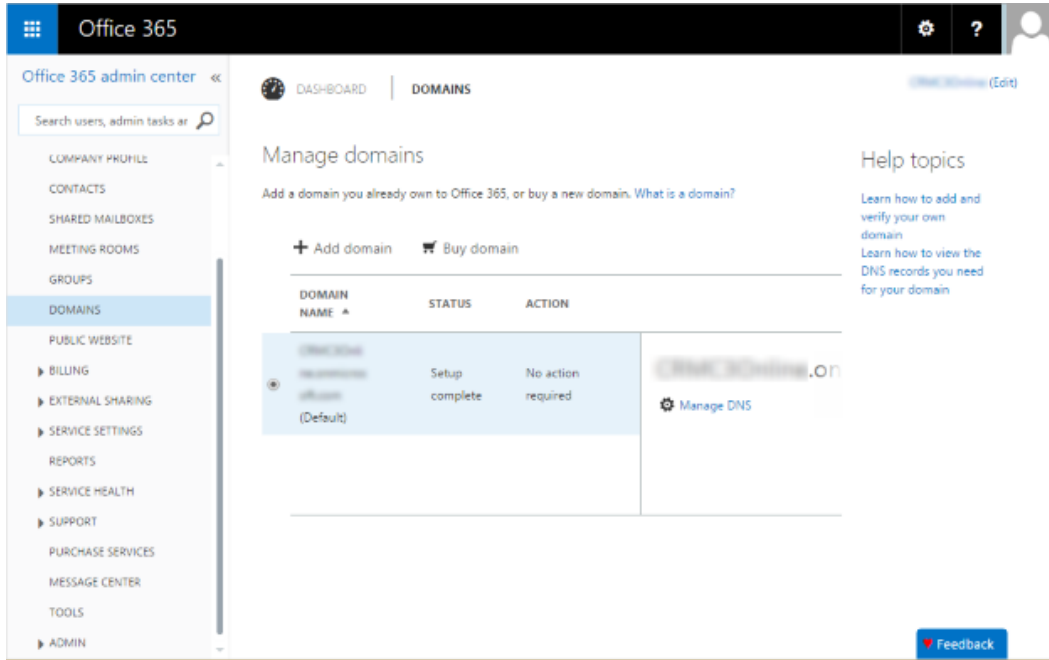 Office 365
?
Office 365 admin center «
Search users, admin tasks ar
COMPANY PROFILE
CONTACTS
SHARED MAILBOXES
MEETING ROOMS
GROUPS
DOMAINS
PUBLIC WEBSITE
BILLING
EXTERNAL SHARING
SERVICE SETTINGS
REPORTS
SERVICE HEALTH
SUPPORT
PURCHASE SERVICES
MESSAGE CENTER
TOOLS
ADMIN
DASHBOARD | DOMAINS
(Edit)
Manage domains
Add a domain you already own to Office 365, or buy a new domain. What is a domain?
+ Add domain Buy domain
DOMAIN
NAME
STATUS
ACTION
(Default)
Setup
complete
No action
required
.on
Manage DNS
Help topics
Learn how to add and
verify your own
domain
Learn how to view the
DNS records you need
for your domain
Feedback